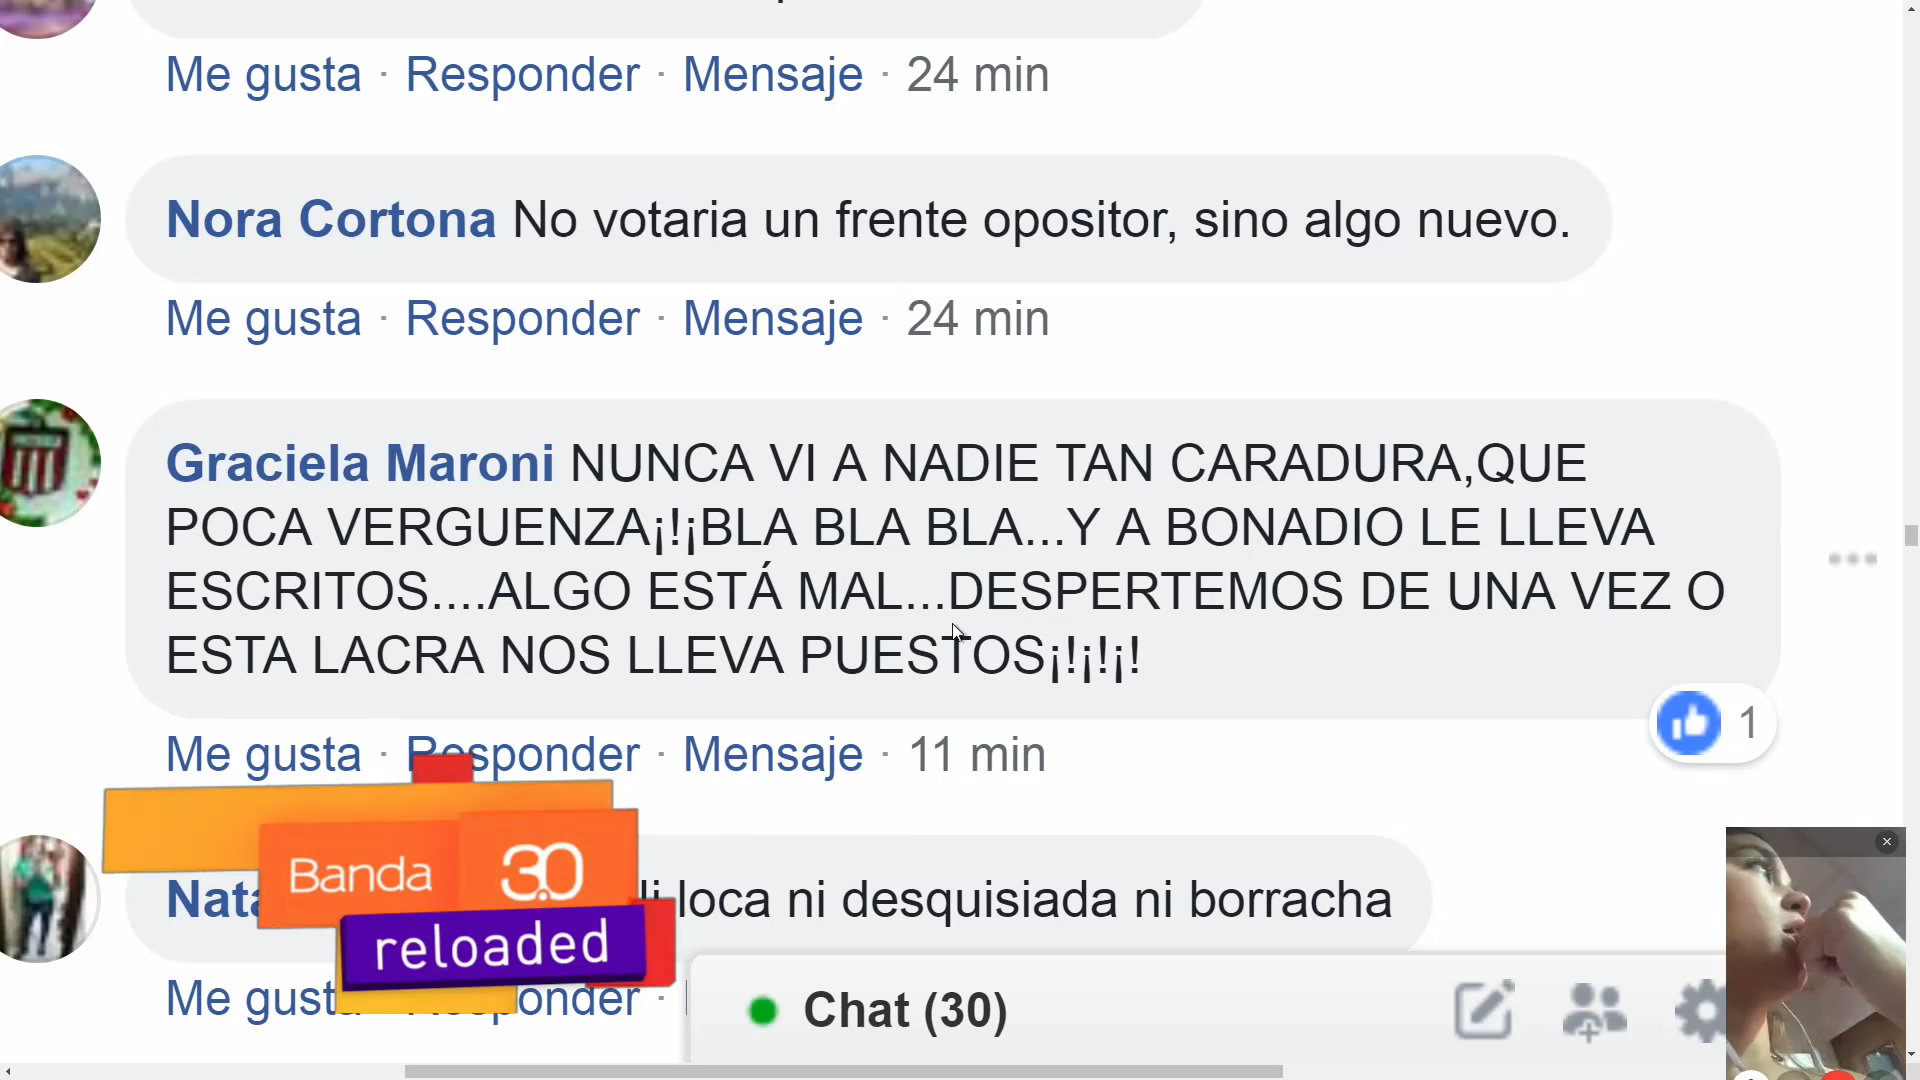 Me gusta · Responder · Mensaje · 24 min
Nora Cortona No votaria un frente opositor, sino algo nuevo.
Me gusta · Responder · Mensaje · 24 min
Graciela Maroni NUNCA VI A NADIE TAN CARADURA,QUE
POCA VERGUENZA¡!¡BLA BLA BLA...Y A BONADIO LE LLEVA
ESCRITOS....ALGO ESTÁ MAL...DESPERTEMOS DE UNA VEZ O
ESTA LACRA NOS LLEVA PUESTOS¡!¡!¡!
1
Me gusta · Responder · Mensaje · 11 min
loca ni desquisiada ni borracha
Banda 3.0
reloaded
Me
Chat (30)